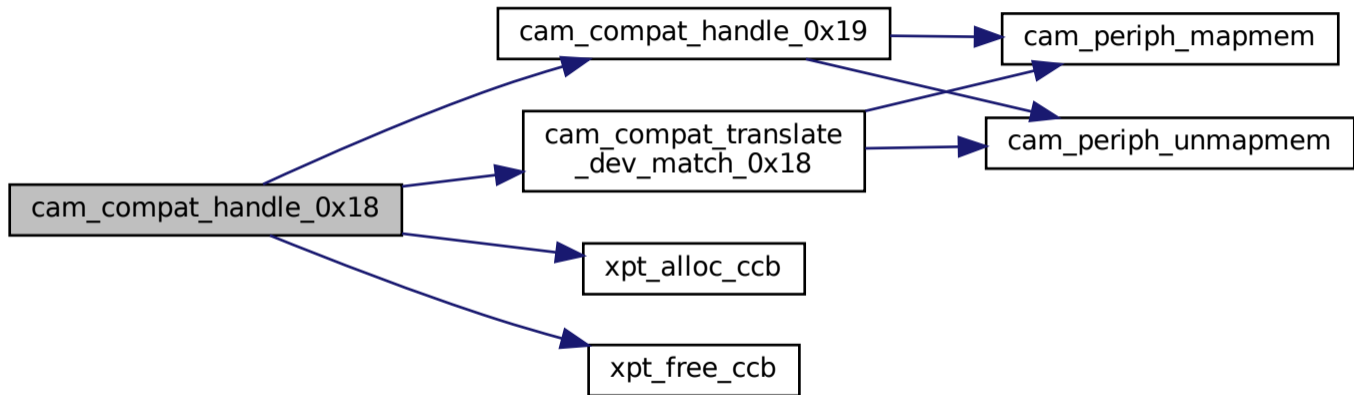 cam_compat_handle_0x19
cam_periph_mapmem
cam_compat_translate
_dev_match_0x18
cam_periph_unmapmem
cam_compat_handle_0x18
xpt_alloc_ccb
xpt_free_ccb